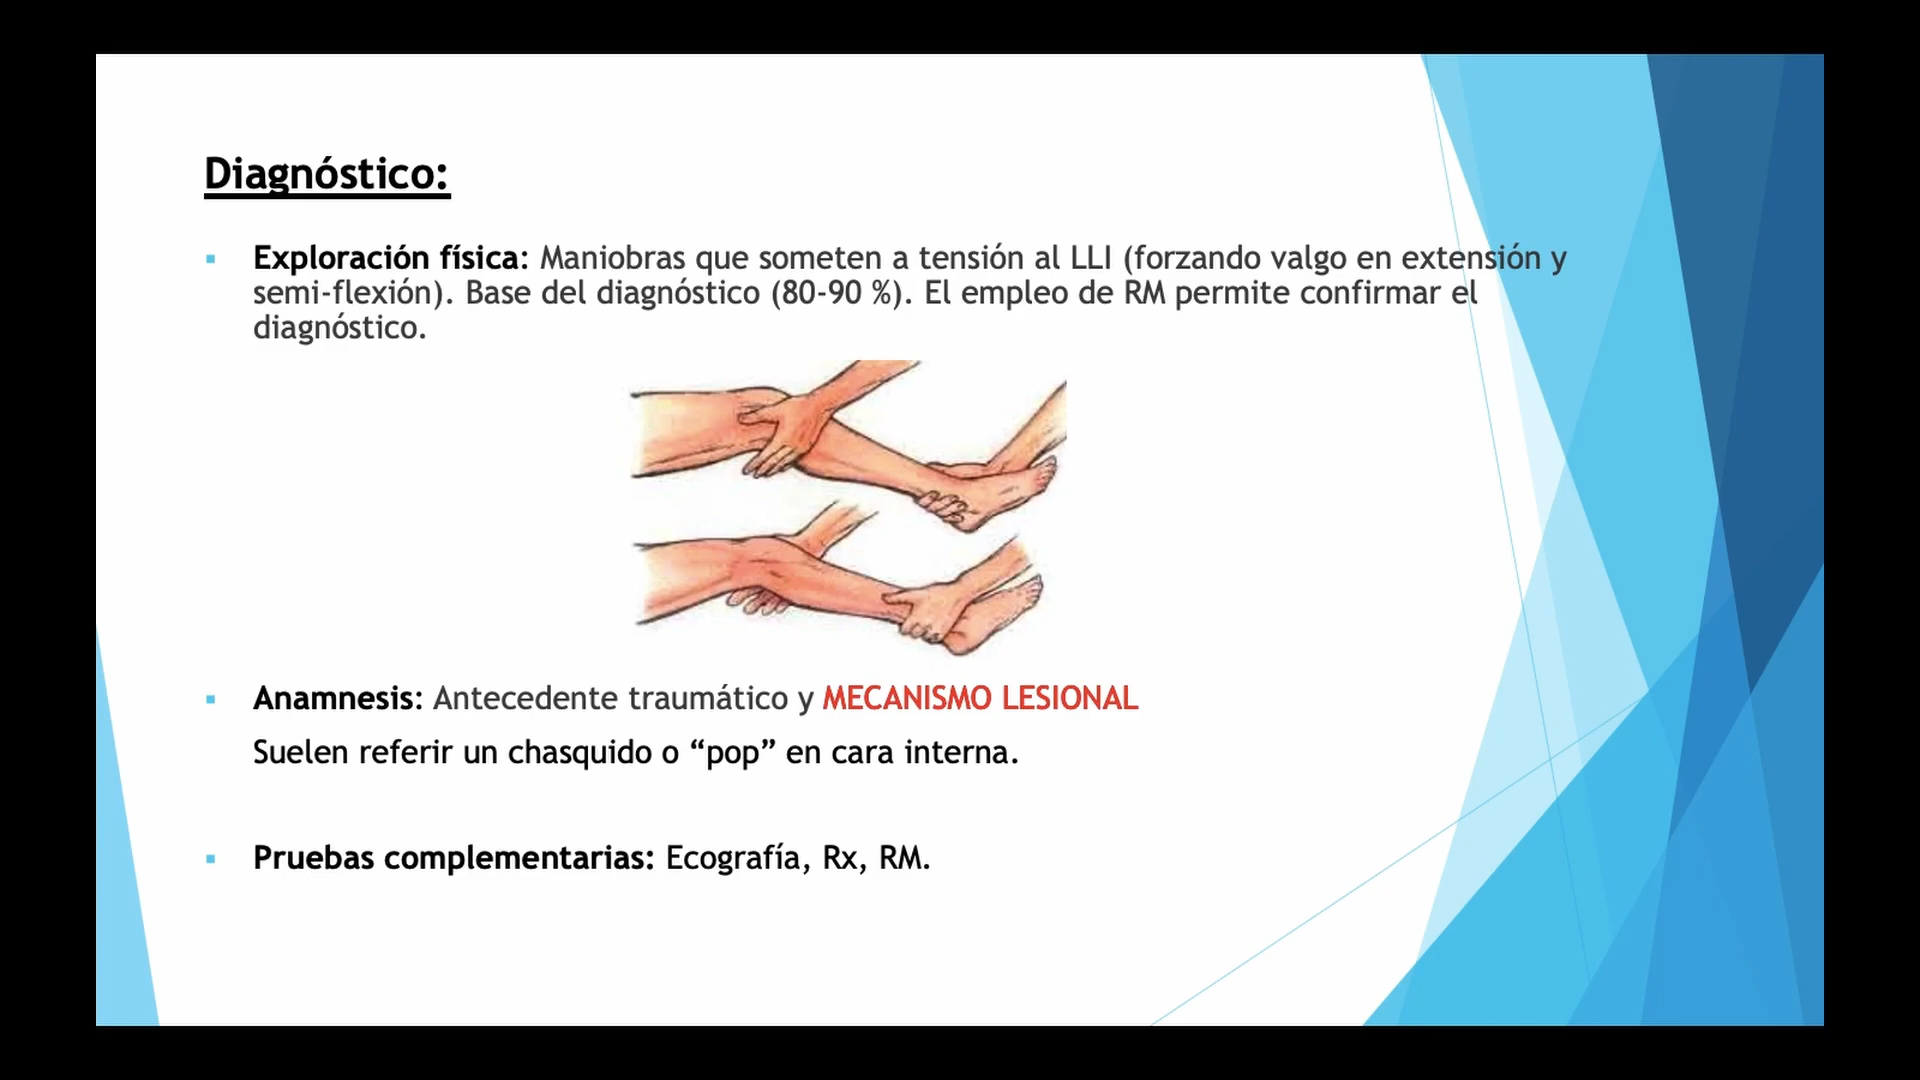 Diagnóstico:
▪ Exploración física: Maniobras que someten a tensión al LLI (forzando valgo en extensión y
semi-flexión). Base del diagnóstico (80-90 %). El empleo de RM permite confirmar el
diagnóstico.
▪ Anamnesis: Antecedente traumático y MECANISMO LESIONAL
Suelen referir un chasquido o “pop” en cara interna.
▪ Pruebas complementarias: Ecografía, Rx, RM.